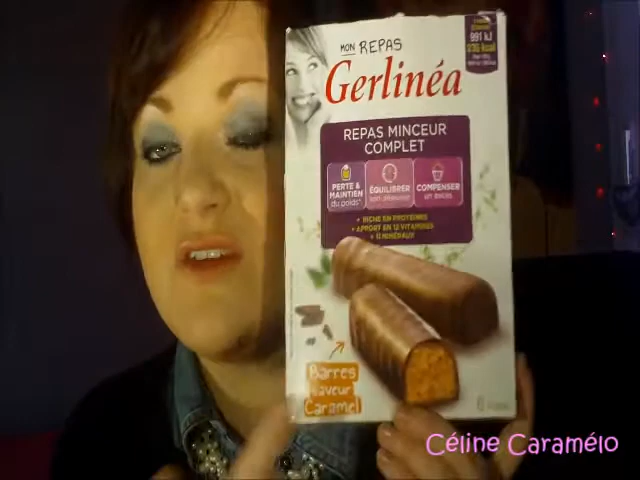 MON REPAS
Gerlinéa
REPAS MINCEUR
COMPLET
PERTE &
MAINTIEN
du poids*
ÉQUILIBRER
COMPENSER
+ RICHE EN PROTÉINES
+ APPORT EN 12 VITAMINES
+ 11 MINÉRAUX
Barres
saveur
Caramel
Céline Caramélo